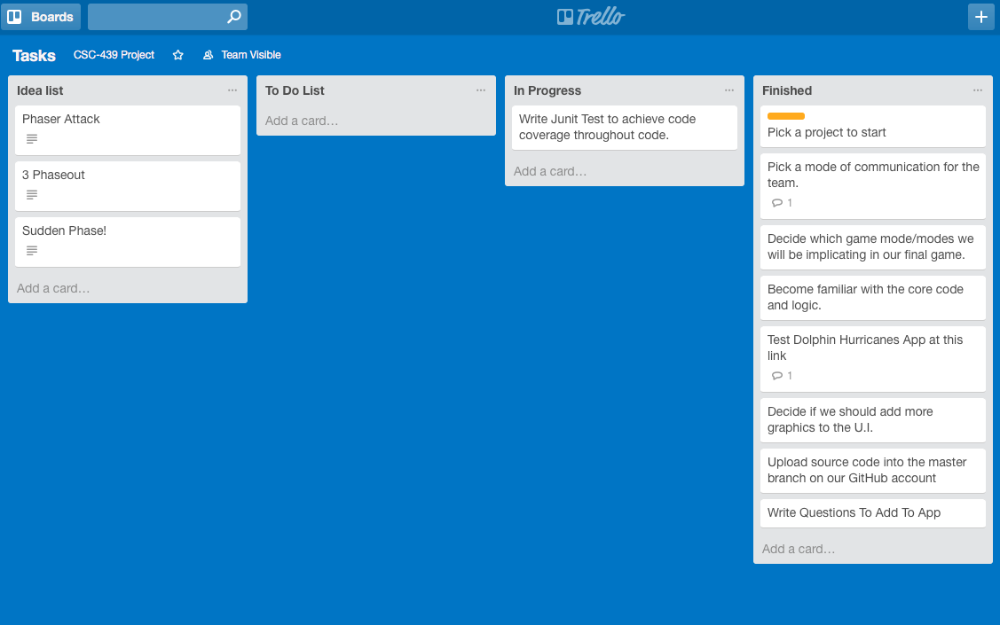 Boards
Trello
Tasks CSC-439 Project Team Visible
Idea list
Phaser Attack
3 Phaseout
Sudden Phase!
Add a card...
To Do List
Add a card...
In Progress
Write Junit Test to achieve code
coverage throughout code.
Add a card...
Finished
Pick a project to start
Pick a mode of communication for the
team.
1
Decide which game mode/modes we
will be implicating in our final game.
Become familiar with the core code
and logic.
Test Dolphin Hurricanes App at this
link
1
Decide if we should add more
graphics to the U.I.
Upload source code into the master
branch on our GitHub account
Write Questions To Add To App
Add a card...